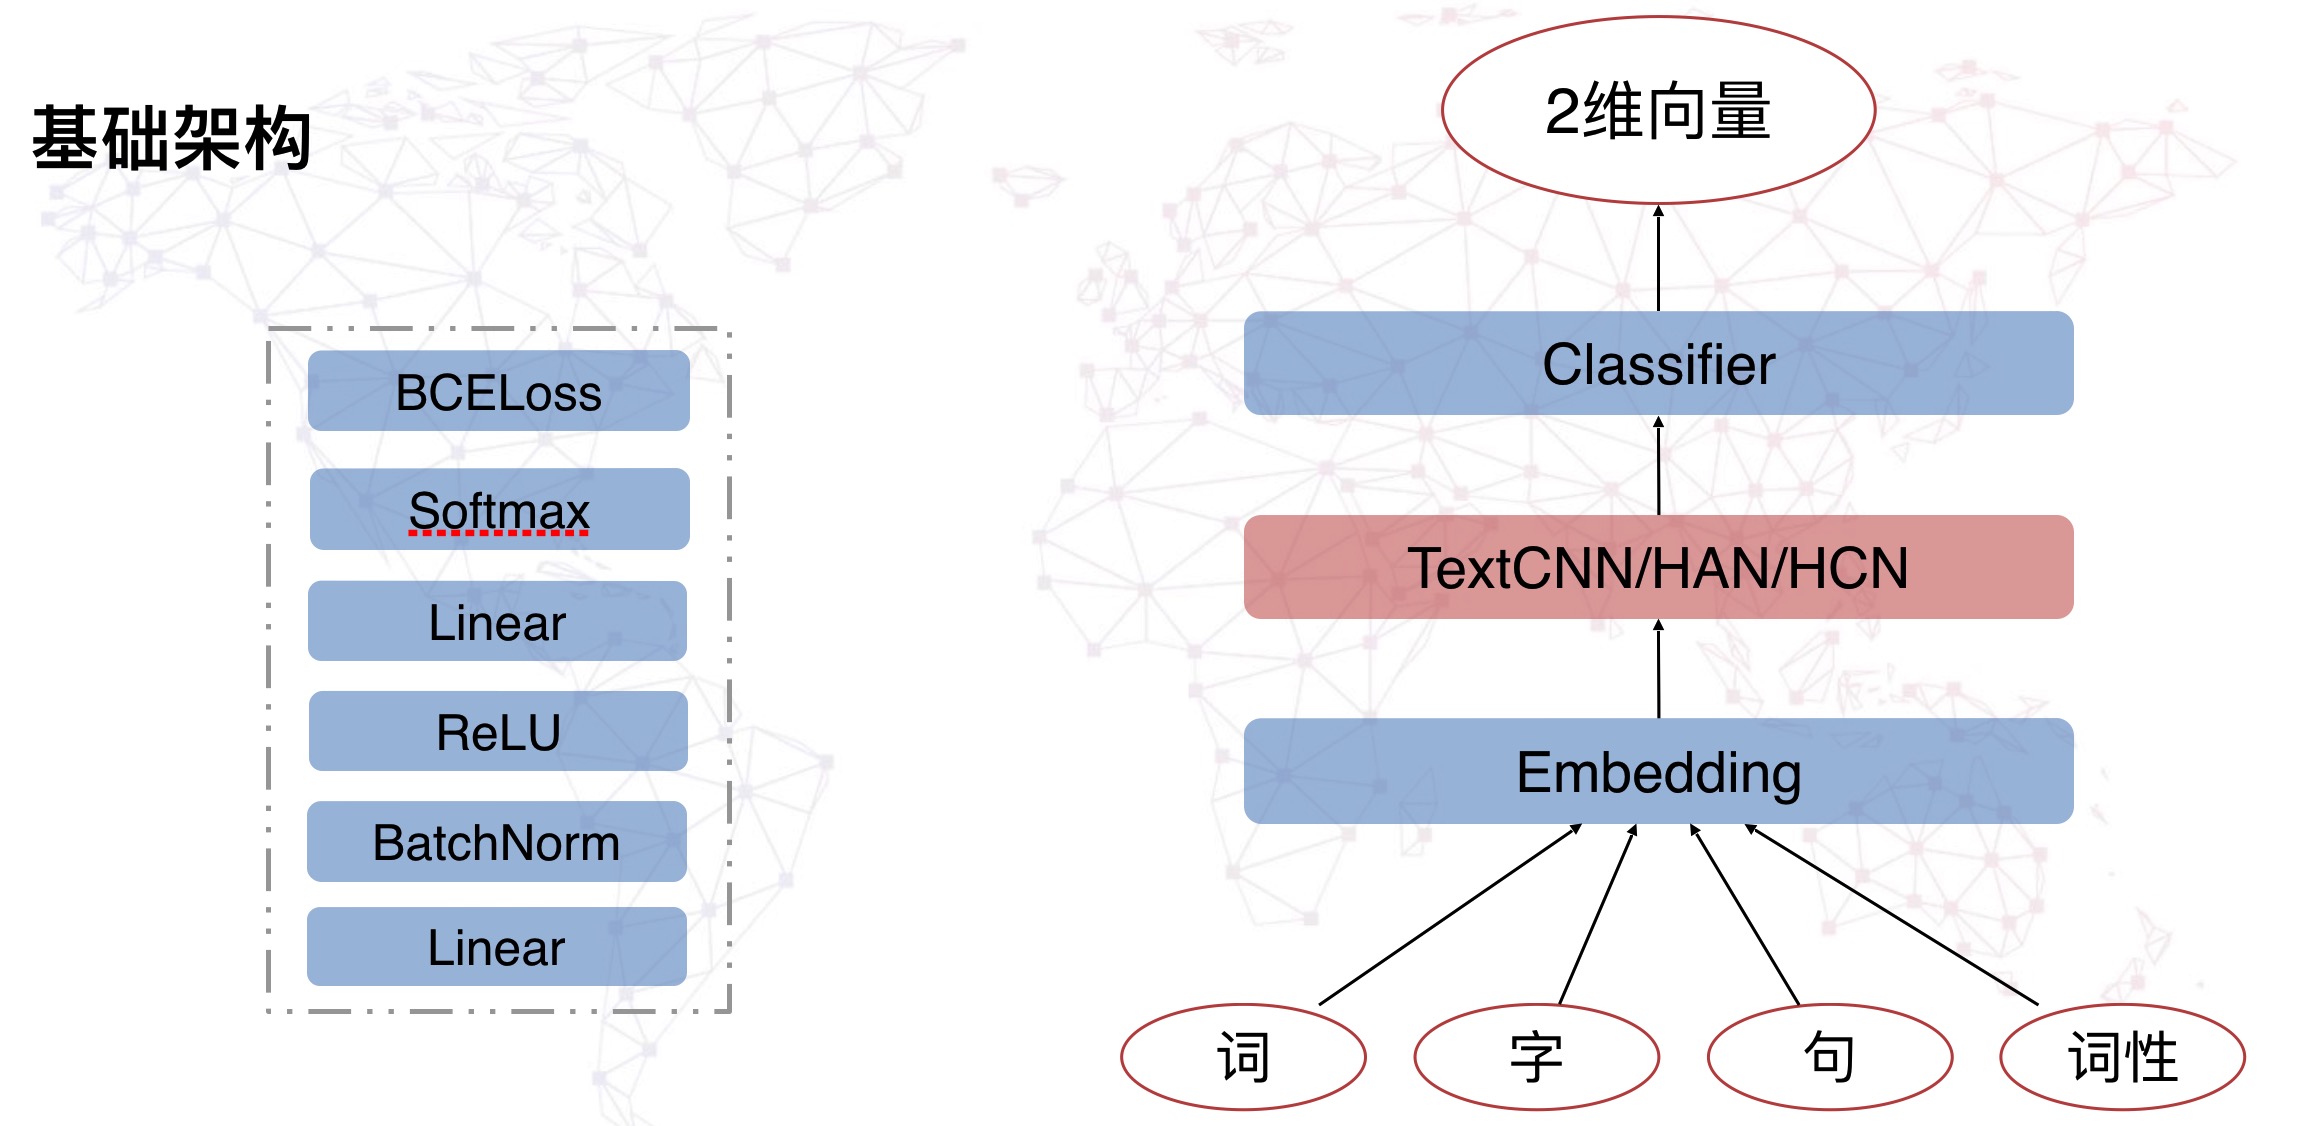 基础架构
BCELoss
Softmax
Linear
ReLU
BatchNorm
Linear
2维向量
Classifier
TextCNN/HAN/HCN
Embedding
词
字
句
词性